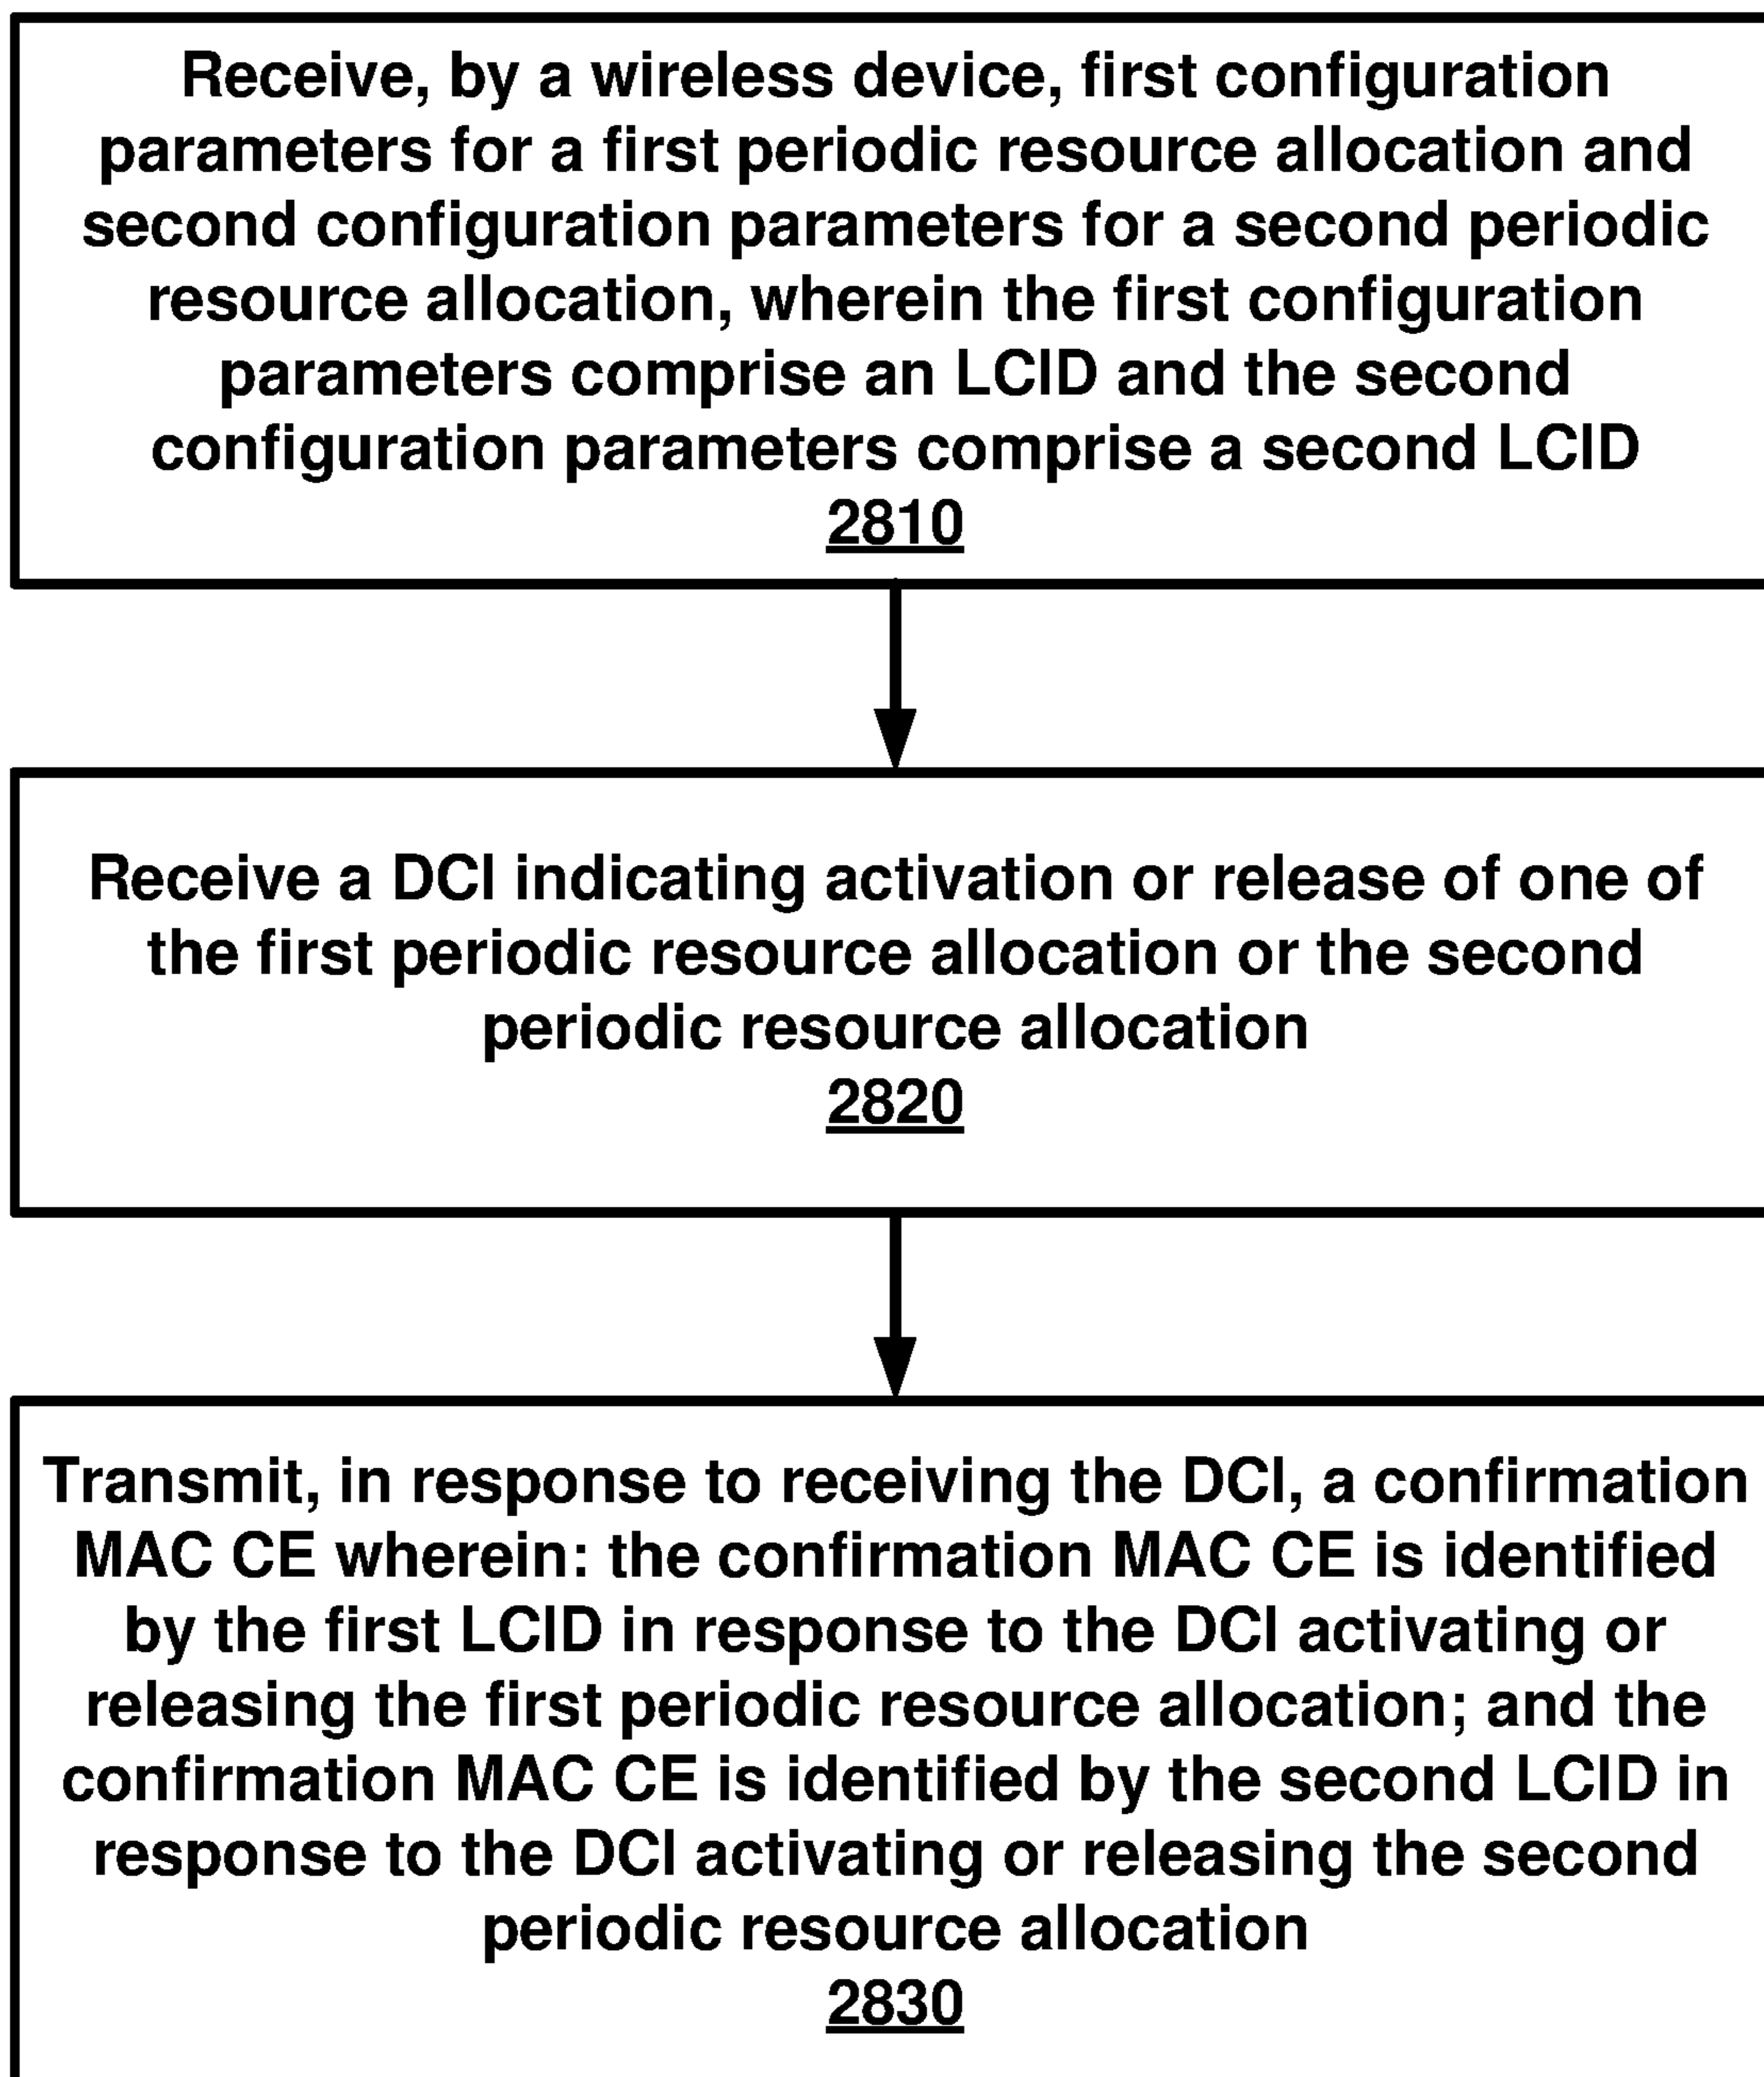 Receive, by a wireless device, first configuration
parameters for a first periodic resource allocation and
second configuration parameters for a second periodic
resource allocation, wherein the first configuration
parameters comprise an LCID and the second
configuration parameters comprise a second LCID
2810
Receive a DCI indicating activation or release of one of
the first periodic resource allocation or the second
periodic resource allocation
2820
Transmit, in response to receiving the DCI, a confirmation
MAC CE wherein: the confirmation MAC CE is identified
by the first LCID in response to the DCI activating or
releasing the first periodic resource allocation; and the
confirmation MAC CE is identified by the second LCID in
response to the DCI activating or releasing the second
periodic resource allocation
2830